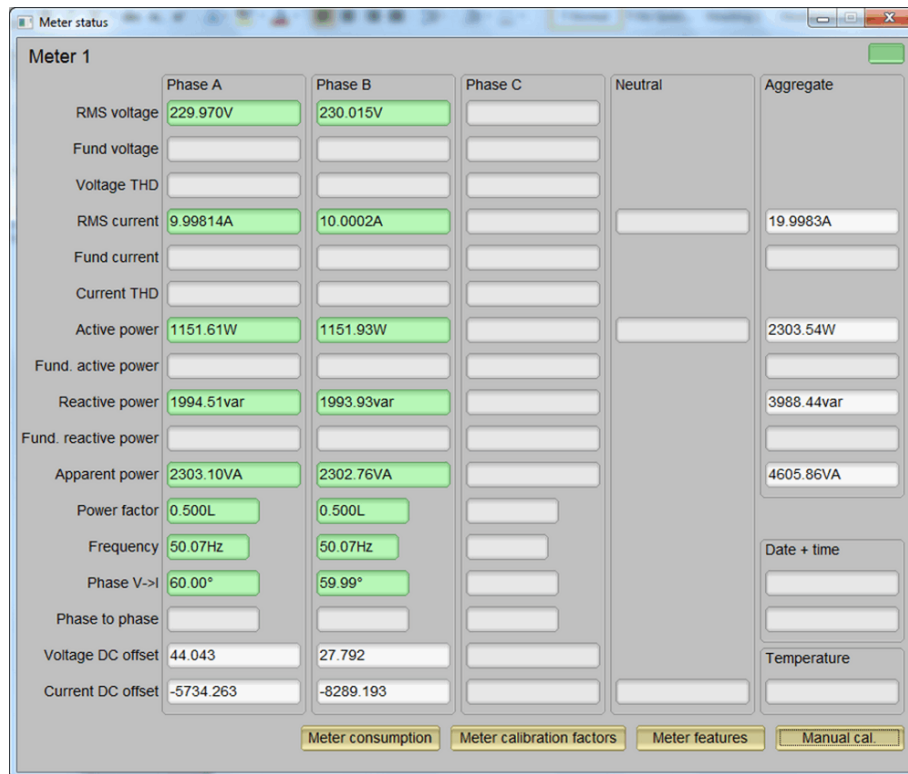 Meter status
Meter 1
Phase A Phase B Phase C Neutral Aggregate
RMS voltage 229.970V 230.015V
Fund voltage
Voltage THD
RMS current 9.99814A 10.0002A 19.9983A
Fund current
Current THD
Active power 1151.61W 1151.93W 2303.54W
Fund. active power
Reactive power 1994.51var 1993.93var 3988.44var
Fund. reactive power
Apparent power 2303.10VA 2302.76VA 4605.86VA
Power factor 0.500L 0.500L
Frequency 50.07Hz 50.07Hz Date + time
Phase V->I 60.00° 59.99°
Phase to phase
Voltage DC offset 44.043 27.792 Temperature
Current DC offset -5734.263 -8289.193
Meter consumption Meter calibration factors Meter features Manual cal.